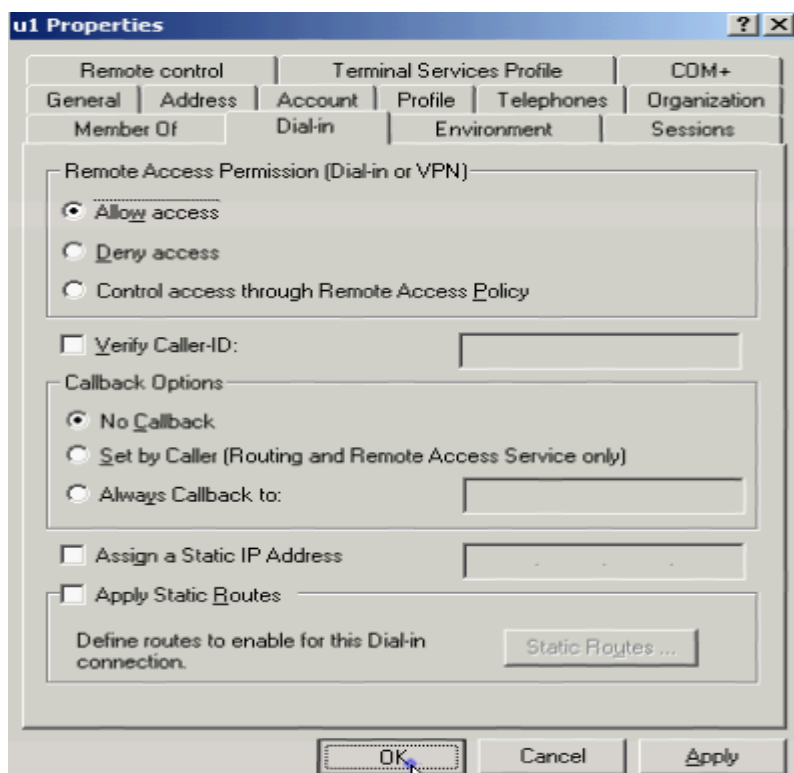 u1 Properties
Remote control Terminal Services Profile COM+
General Address Account Profile Telephones Organization
Member Of Dial-in Environment Sessions
Remote Access Permission (Dial-in or VPN)
Allow access
Deny access
Control access through Remote Access Policy
Verify Caller-ID:
Callback Options
No Callback
Set by Caller (Routing and Remote Access Service only)
Always Callback to:
Assign a Static IP Address
Apply Static Routes
Define routes to enable for this Dial-in
connection.
Static Routes ...
OK Cancel Apply